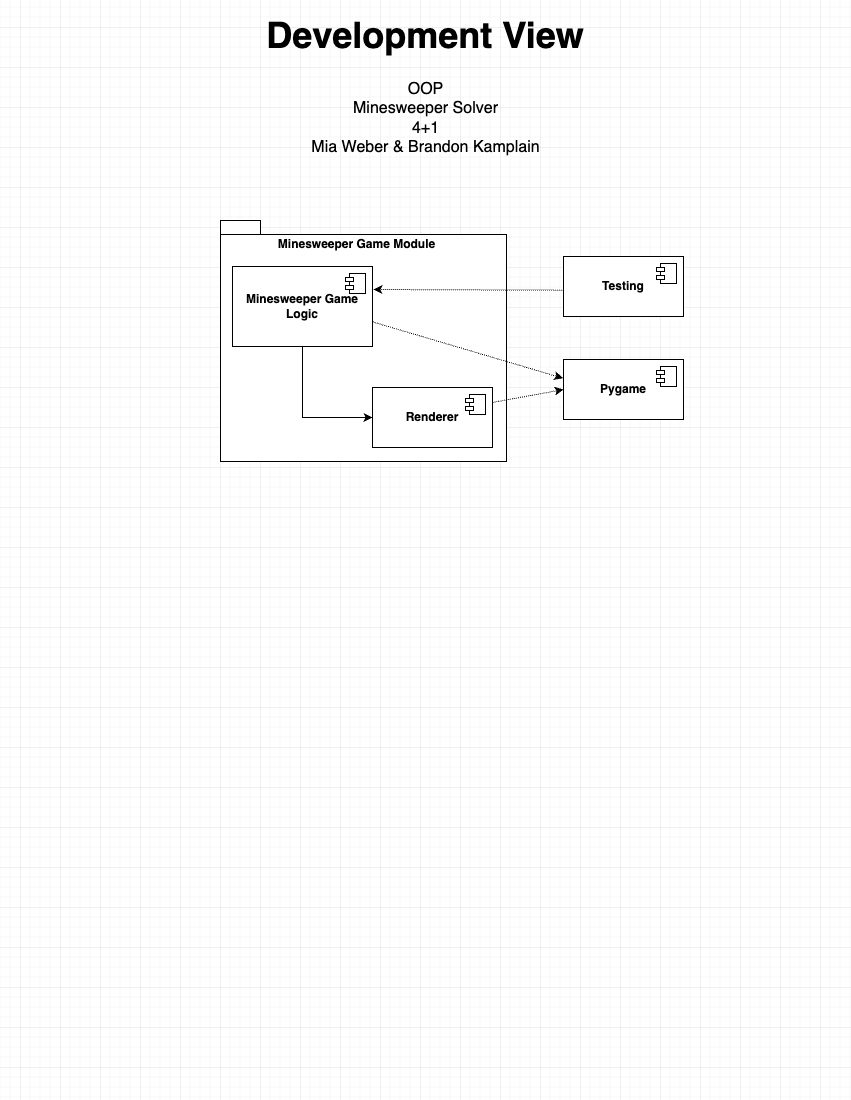 Development View
OOP
Minesweeper Solver
4+1
Mia Weber & Brandon Kamplain
Minesweeper Game Module
Minesweeper Game
Logic
Testing
Pygame
Renderer